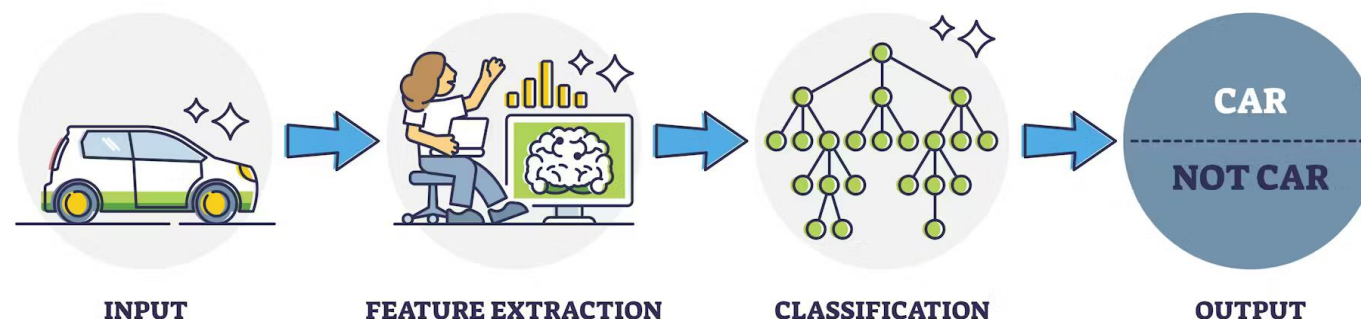 CAR
NOT CAR
INPUT
FEATURE EXTRACTION
CLASSIFICATION
OUTPUT